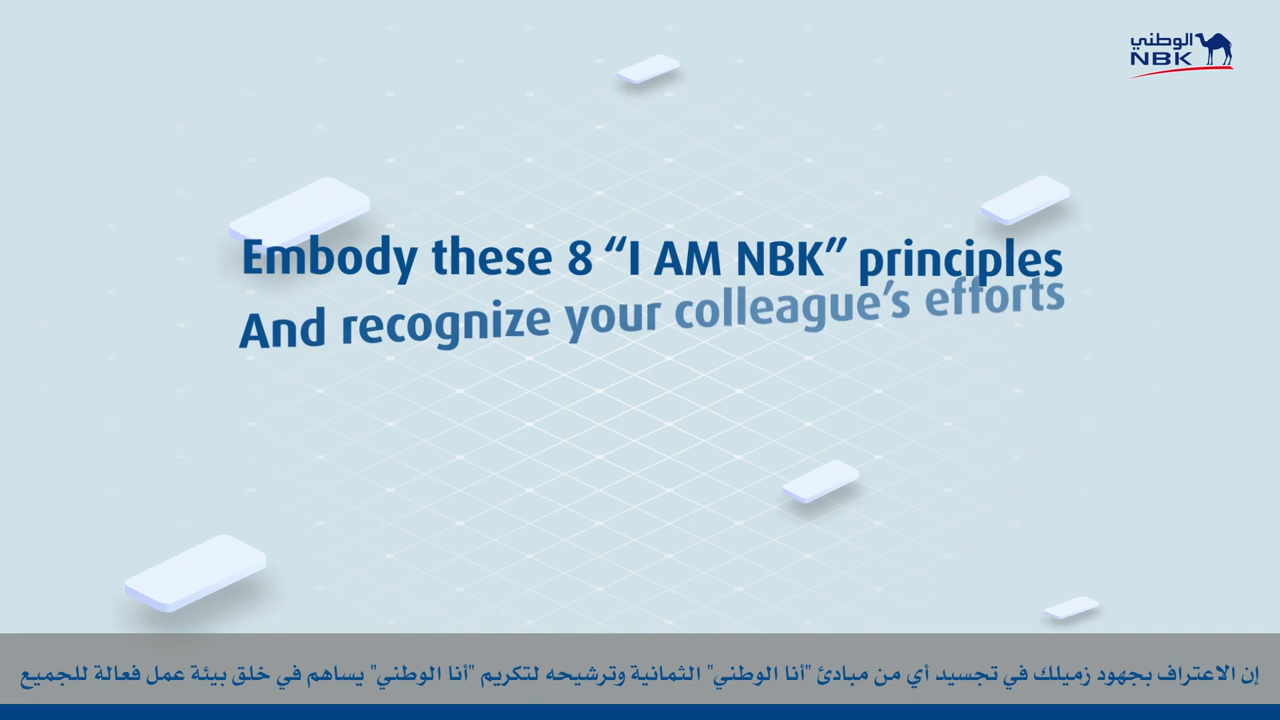 الوطني
NBK
Embody these 8 “I AM NBK” principles
And recognize your colleague’s efforts
إن الاعتراف بجهود زميلك في تجسيد أي من مبادئ "أنا الوطني" الثمانية وترشيحه لتكريم "أنا الوطني" يساهم في خلق بيئة عمل فعالة للجميع